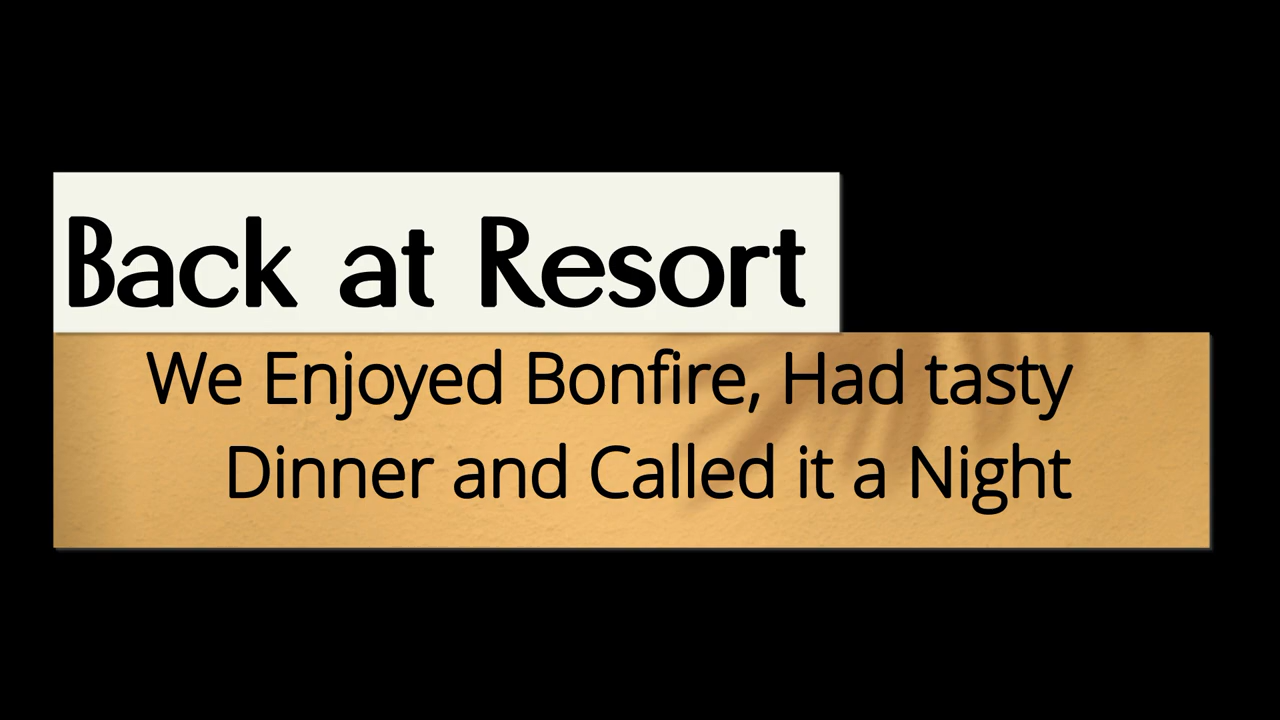 Back at Resort
We Enjoyed Bonfire, Had tasty
Dinner and Called it a Night